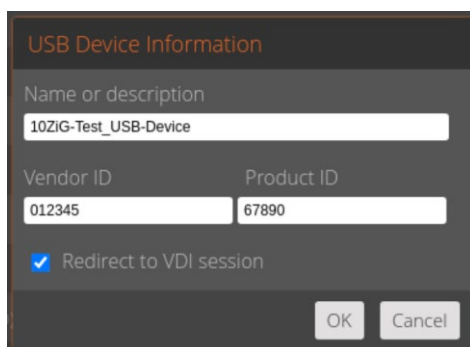 USB Device Information
Name or description
10ZiG-Test_USB-Device
Vendor ID Product ID
012345 67890
Redirect to VDI session
OK Cancel